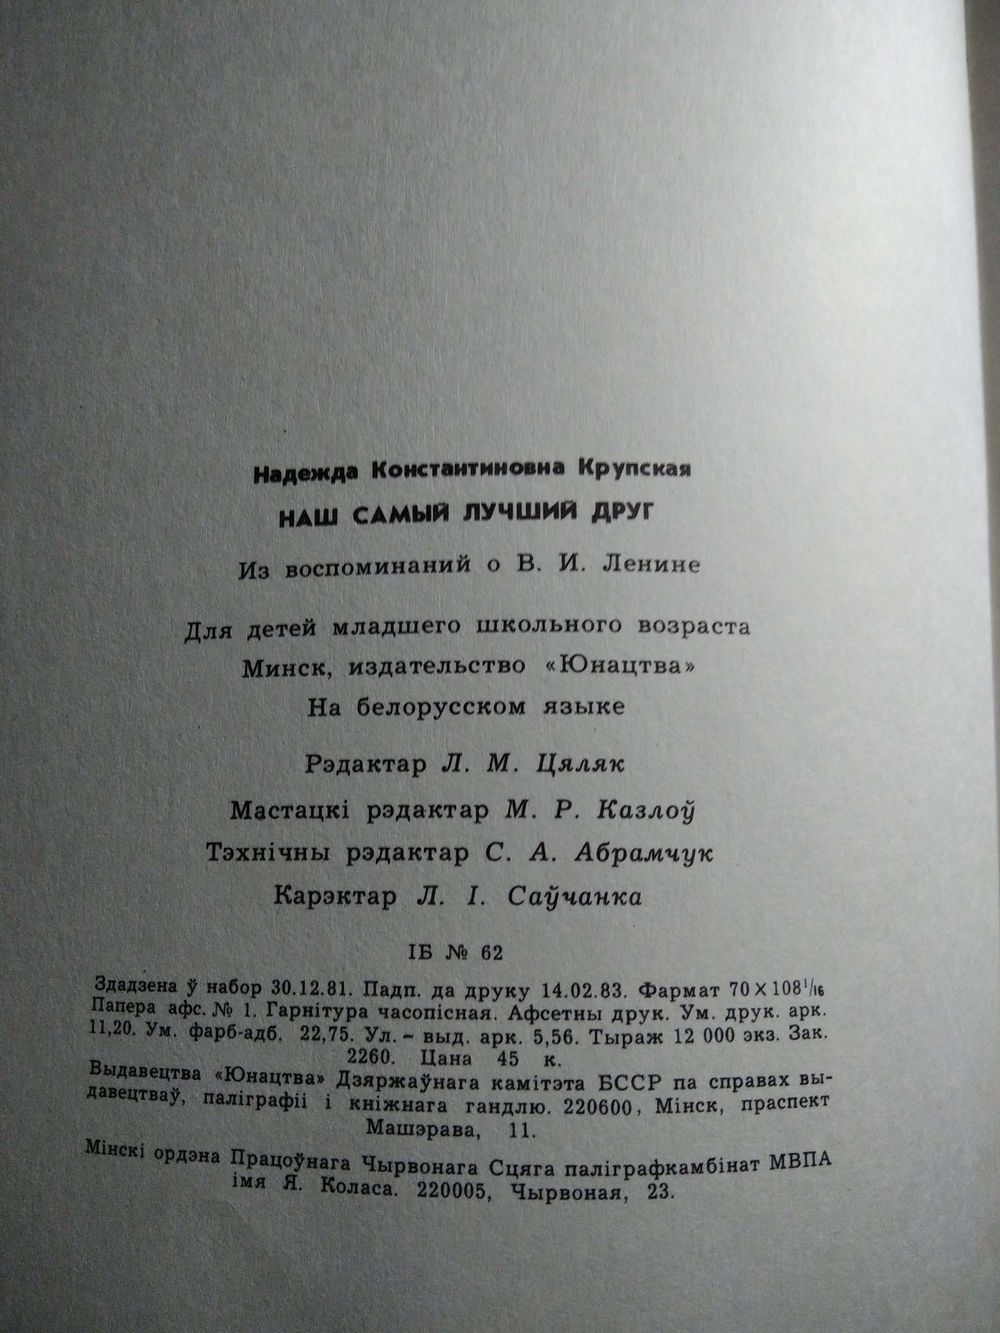 Надежда Константиновна Крупская
НАШ САМЫЙ ЛУЧШИЙ ДРУГ
Из воспоминаний о В. И. Ленине
Для детей младшего школьного возраста
Минск, издательство «Юнацтва»
На белорусском языке
Рэдактар Л. М. Цяляк
Мастацкі рэдактар М. Р. Казлоў
Тэхнічны рэдактар С. А. Абрамчук
Карэктар Л. І. Саўчанка
ІБ № 62
Здадзена ў набор 30.12.81. Падп. да друку 14.02.83. Фармат 70×108¹/₁₆
Папера афс. № 1. Гарнітура часопісная. Афсетны друк. Ум. друк. арк.
11,20. Ум. фарб-адб. 22,75. Ул.-выд. арк. 5,56. Тыраж 12 000 экз. Зак.
2260. Цана 45 к.
Выдавецтва «Юнацтва» Дзяржаўнага камітэта БССР па справах вы-
давецтваў, паліграфіі і кніжнага гандлю. 220600, Мінск, праспект
Машэрава, 11.
Мінскі ордэна Працоўнага Чырвонага Сцяга паліграфкамбінат МВПА
імя Я. Коласа. 220005, Чырвоная, 23.